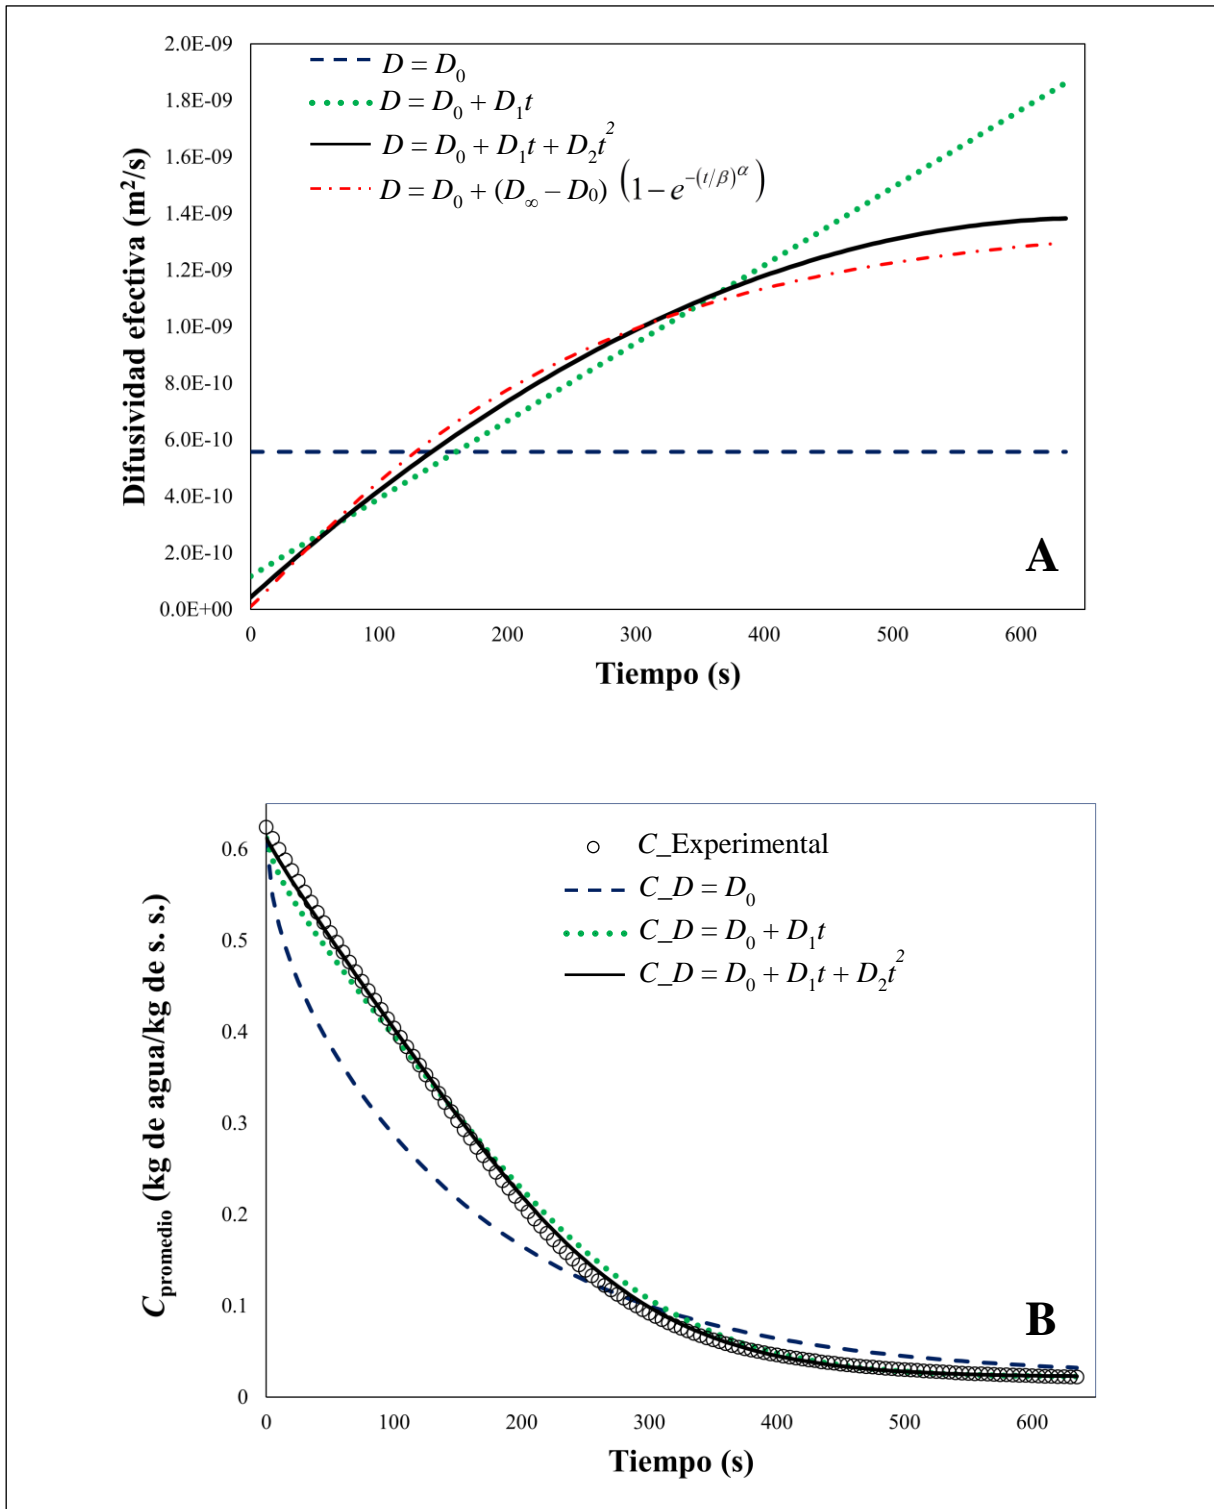 2.0E-09
1.8E-09
1.6E-09
1.4E-09
1.2E-09
1.0E-09
8.0E-10
6.0E-10
4.0E-10
2.0E-10
0.0E+00
Difusividad efectiva (m²/s)
D = D₀
D = D₀ + D₁t
D = D₀ + D₁t + D₂t²
D = D₀ + (D∞ – D₀) (1 – e^{-(t/β)^α})
A
0 100 200 300 400 500 600
Tiempo (s)
0.6
0.5
0.4
0.3
0.2
0.1
0
C_promedio (kg de agua/kg de s. s.)
C_Experimental
C_D = D₀
C_D = D₀ + D₁t
C_D = D₀ + D₁t + D₂t²
B
0 100 200 300 400 500 600
Tiempo (s)